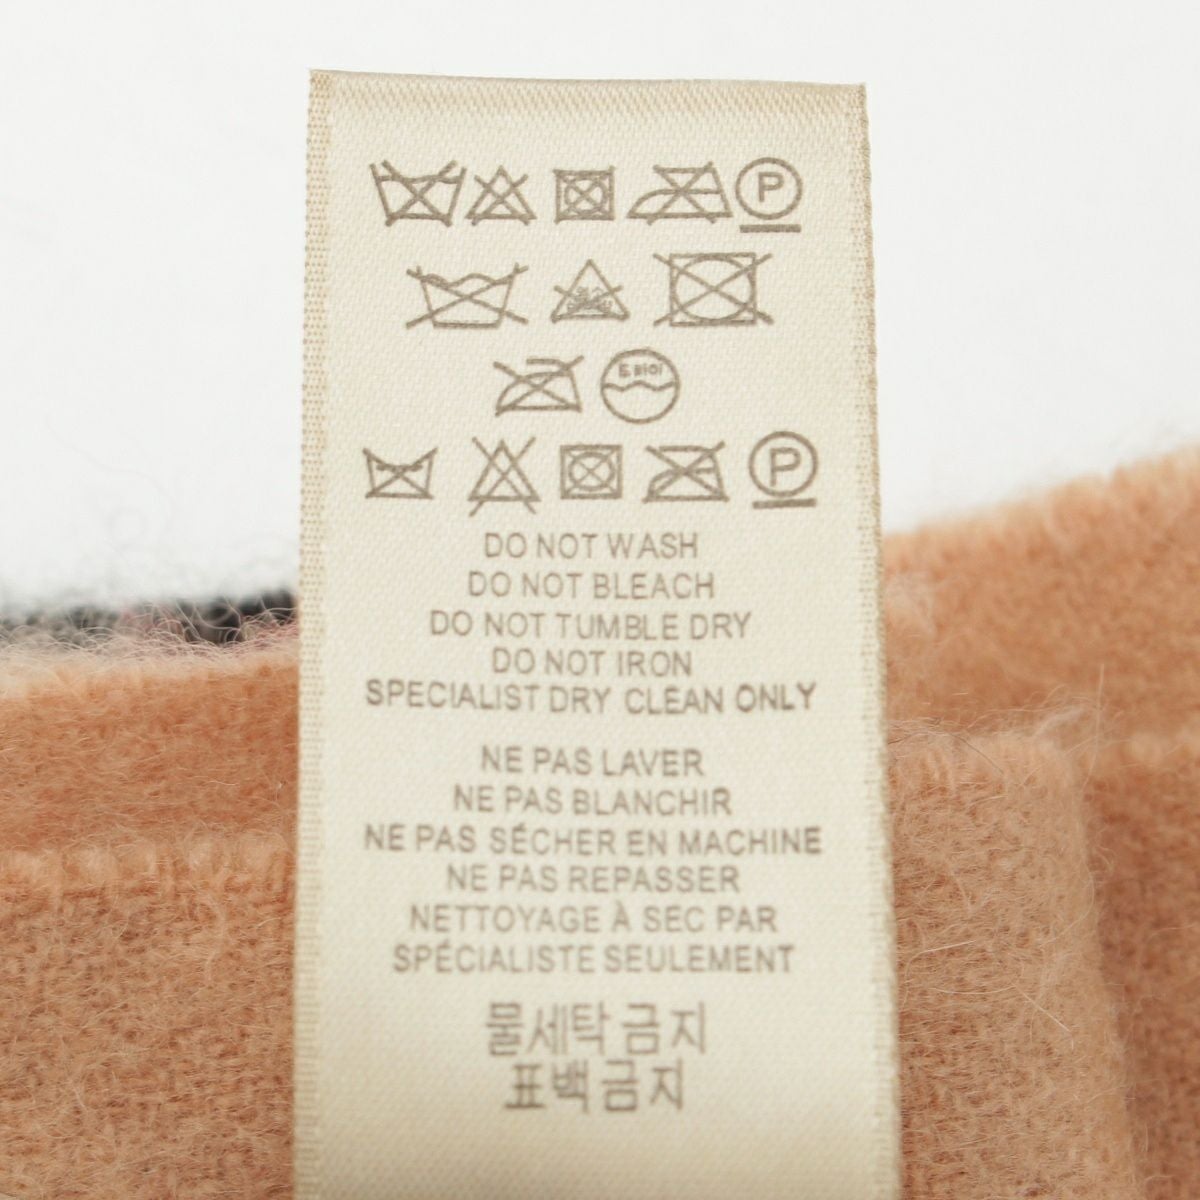 P
P
DO NOT WASH
DO NOT BLEACH
DO NOT TUMBLE DRY
DO NOT IRON
SPECIALIST DRY CLEAN ONLY
NE PAS LAVER
NE PAS BLANCHIR
NE PAS SÉCHER EN MACHINE
NE PAS REPASSER
NETTOYAGE À SEC PAR
SPÉCIALISTE SEULEMENT
물세탁 금지
표백금지